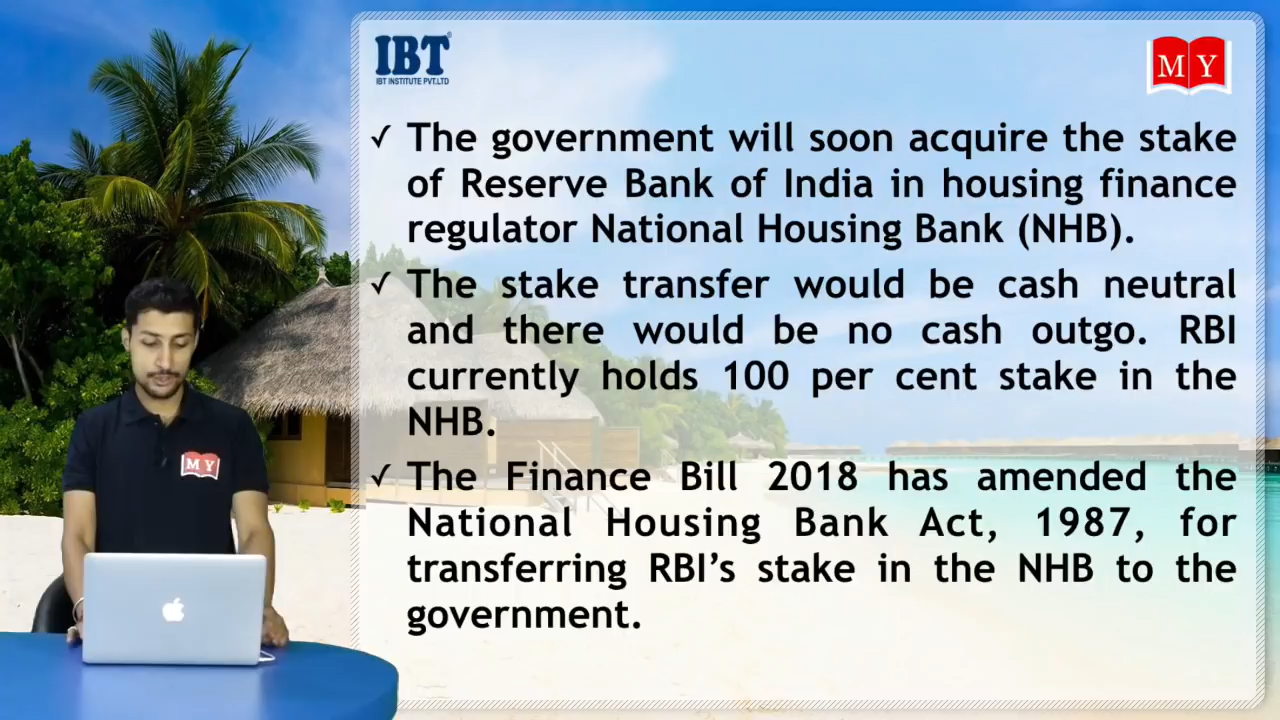 IBT
IBT INSTITUTE PVT.LTD
M Y
✓ The government will soon acquire the stake
of Reserve Bank of India in housing finance
regulator National Housing Bank (NHB).
✓ The stake transfer would be cash neutral
and there would be no cash outgo. RBI
currently holds 100 per cent stake in the
NHB.
✓ The Finance Bill 2018 has amended the
National Housing Bank Act, 1987, for
transferring RBI’s stake in the NHB to the
government.
M Y